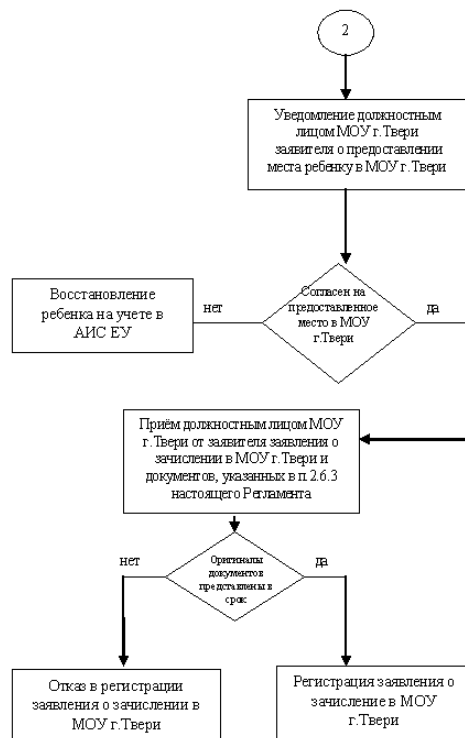 2
Уведомление должностным
лицом МОУ г.Твери
заявителя о предоставлении
места ребенку в МОУ г.Твери
Согласен на
предоставленное
место в МОУ
г.Твери
нет
да
Восстановление
ребенка на учете в
АИС ЕУ
Приём должностным лицом МОУ
г.Твери от заявителя заявления о
зачислении в МОУ г.Твери и
документов, указанных в п.2.6.3
настоящего Регламента
Оригиналы
документов
представлены в
срок
нет
да
Отказ в регистрации
заявления о зачислении в
МОУ г.Твери
Регистрация заявления о
зачисление в МОУ
г.Твери